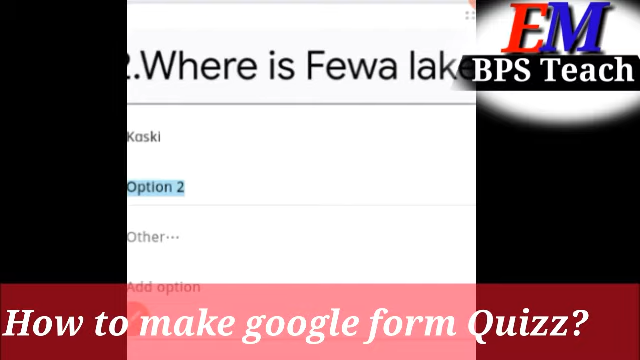 EM
BPS Teach
2.Where is Fewa lake
Kaski
Option 2
Other...
Add option
How to make google form Quizz?